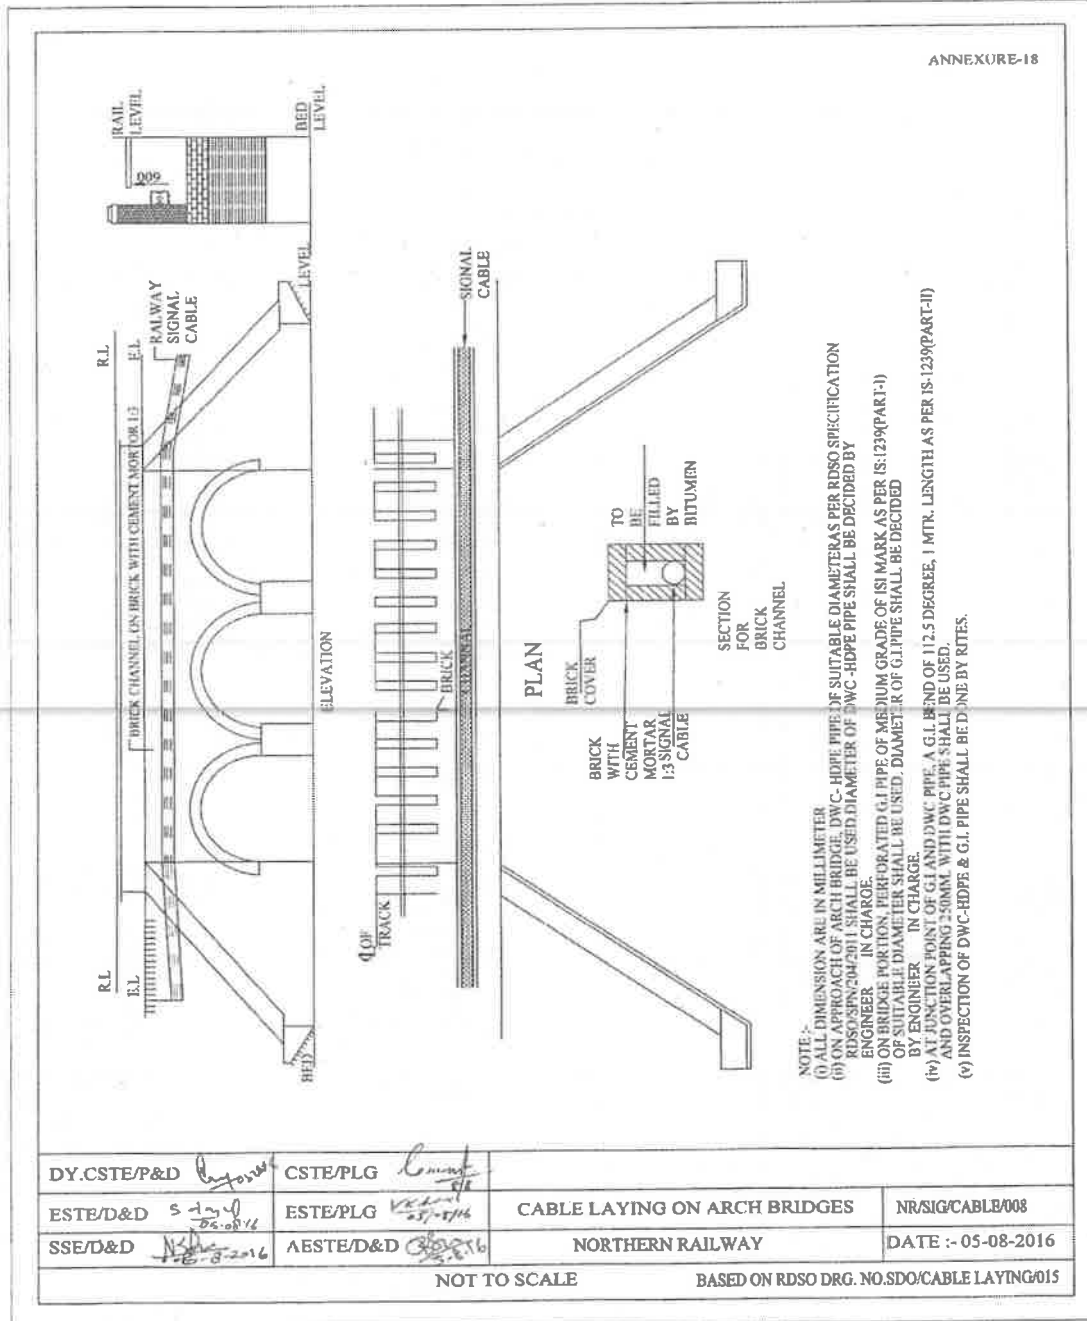 ANNEXURE-18
RAIL
LEVEL
600
BED
LEVEL
R.L
E.L
RALWAY
SIGNAL
CABLE
LEVEL
BRICK CHANNEL, ON BRICK WITH CEMENT MORTOR 1:3
R.L
E.L
BED
ELEVATION
SIGNAL
CABLE
BRICK
CHANNAL
℄ OF
TRACK
PLAN
BRICK
COVER
TO
BE
FILLED
BY
BITUMEN
BRICK
WITH
CEMENT
MORTAR
1:3 SIGNAL
CABLE
SECTION
FOR
BRICK
CHANNEL
NOTE :-
(i) ALL DIMENSION ARE IN MILLIMETER
(ii) ON APPROACH OF ARCH BRIDGE, DWC- HDPE PIPE OF SUITABLE DIAMETERAS PER RDSO SPECIFICATION
RDSO/SPN/204/2011 SHALL BE USED.DIAMETER OF DWC-HDPE PIPE SHALL BE DECIDED BY
ENGINEER IN CHARGE.
(iii) ON BRIDGE PORTION, PERFORATED G.I PIPE OF MEDIUM GRADE OF ISI MARK AS PER IS:1239(PART-I)
OF SUITABLE DIAMETER SHALL BE USED. DIAMETER OF G.I PIPE SHALL BE DECIDED
BY ENGINEER IN CHARGE.
(iv) AT JUNCTION POINT OF G.I AND DWC PIPE, A G.I. BEND OF 112.5 DEGREE, 1 MTR. LENGTH AS PER IS-1239(PART-II)
AND OVERLAPPING 250MM. WITH DWC PIPE SHALL BE USED.
(v) INSPECTION OF DWC-HDPE & G.I. PIPE SHALL BE DONE BY RITES.
DY.CSTE/P&D CSTE/PLG
ESTE/D&D 05-08-16 ESTE/PLG CABLE LAYING ON ARCH BRIDGES NR/SIG/CABLE/008
SSE/D&D AESTE/D&D NORTHERN RAILWAY DATE :- 05-08-2016
NOT TO SCALE BASED ON RDSO DRG. NO.SDO/CABLE LAYING/015